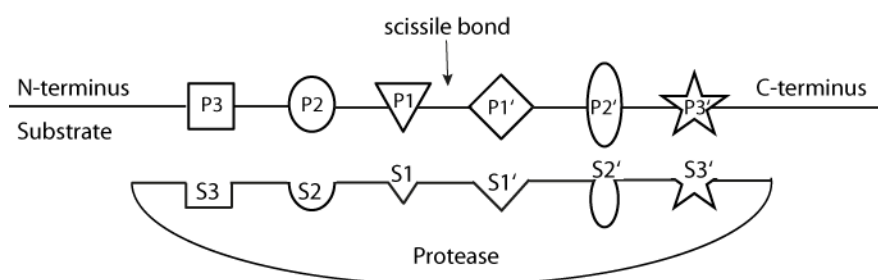 scissile bond
N-terminus
C-terminus
P3 P2 P1 P1′ P2′ P3′
Substrate
S3 S2 S1 S1′ S2′ S3′
Protease